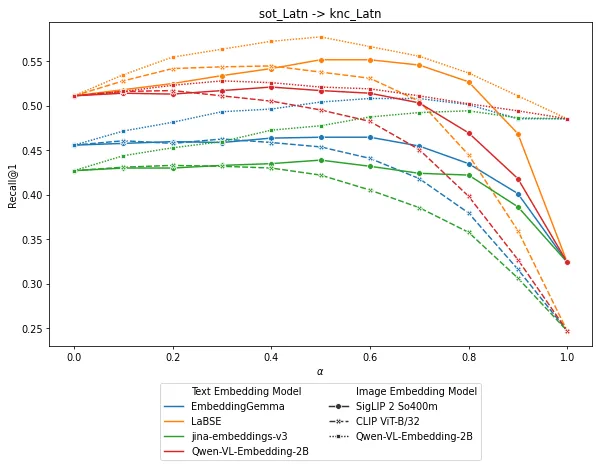 sot_Latn -> knc_Latn
Recall@1
0.55
0.50
0.45
0.40
0.35
0.30
0.25
0.0 0.2 0.4 0.6 0.8 1.0
α
Text Embedding Model Image Embedding Model
EmbeddingGemma SigLIP 2 So400m
LaBSE CLIP ViT-B/32
jina-embeddings-v3 Qwen-VL-Embedding-2B
Qwen-VL-Embedding-2B